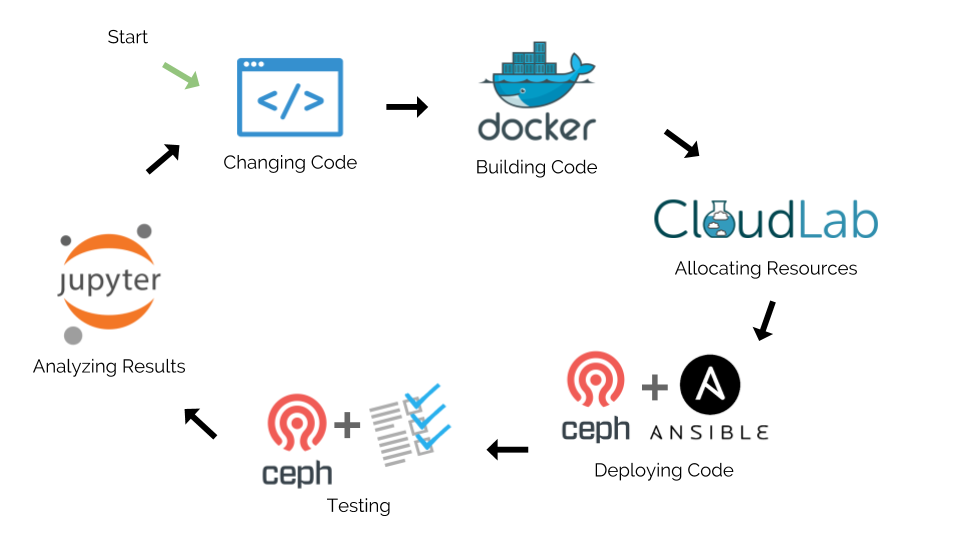 Start
</>
Changing Code
docker
Building Code
CloudLab
Allocating Resources
ceph + ANSIBLE
Deploying Code
ceph +
Testing
jupyter
Analyzing Results